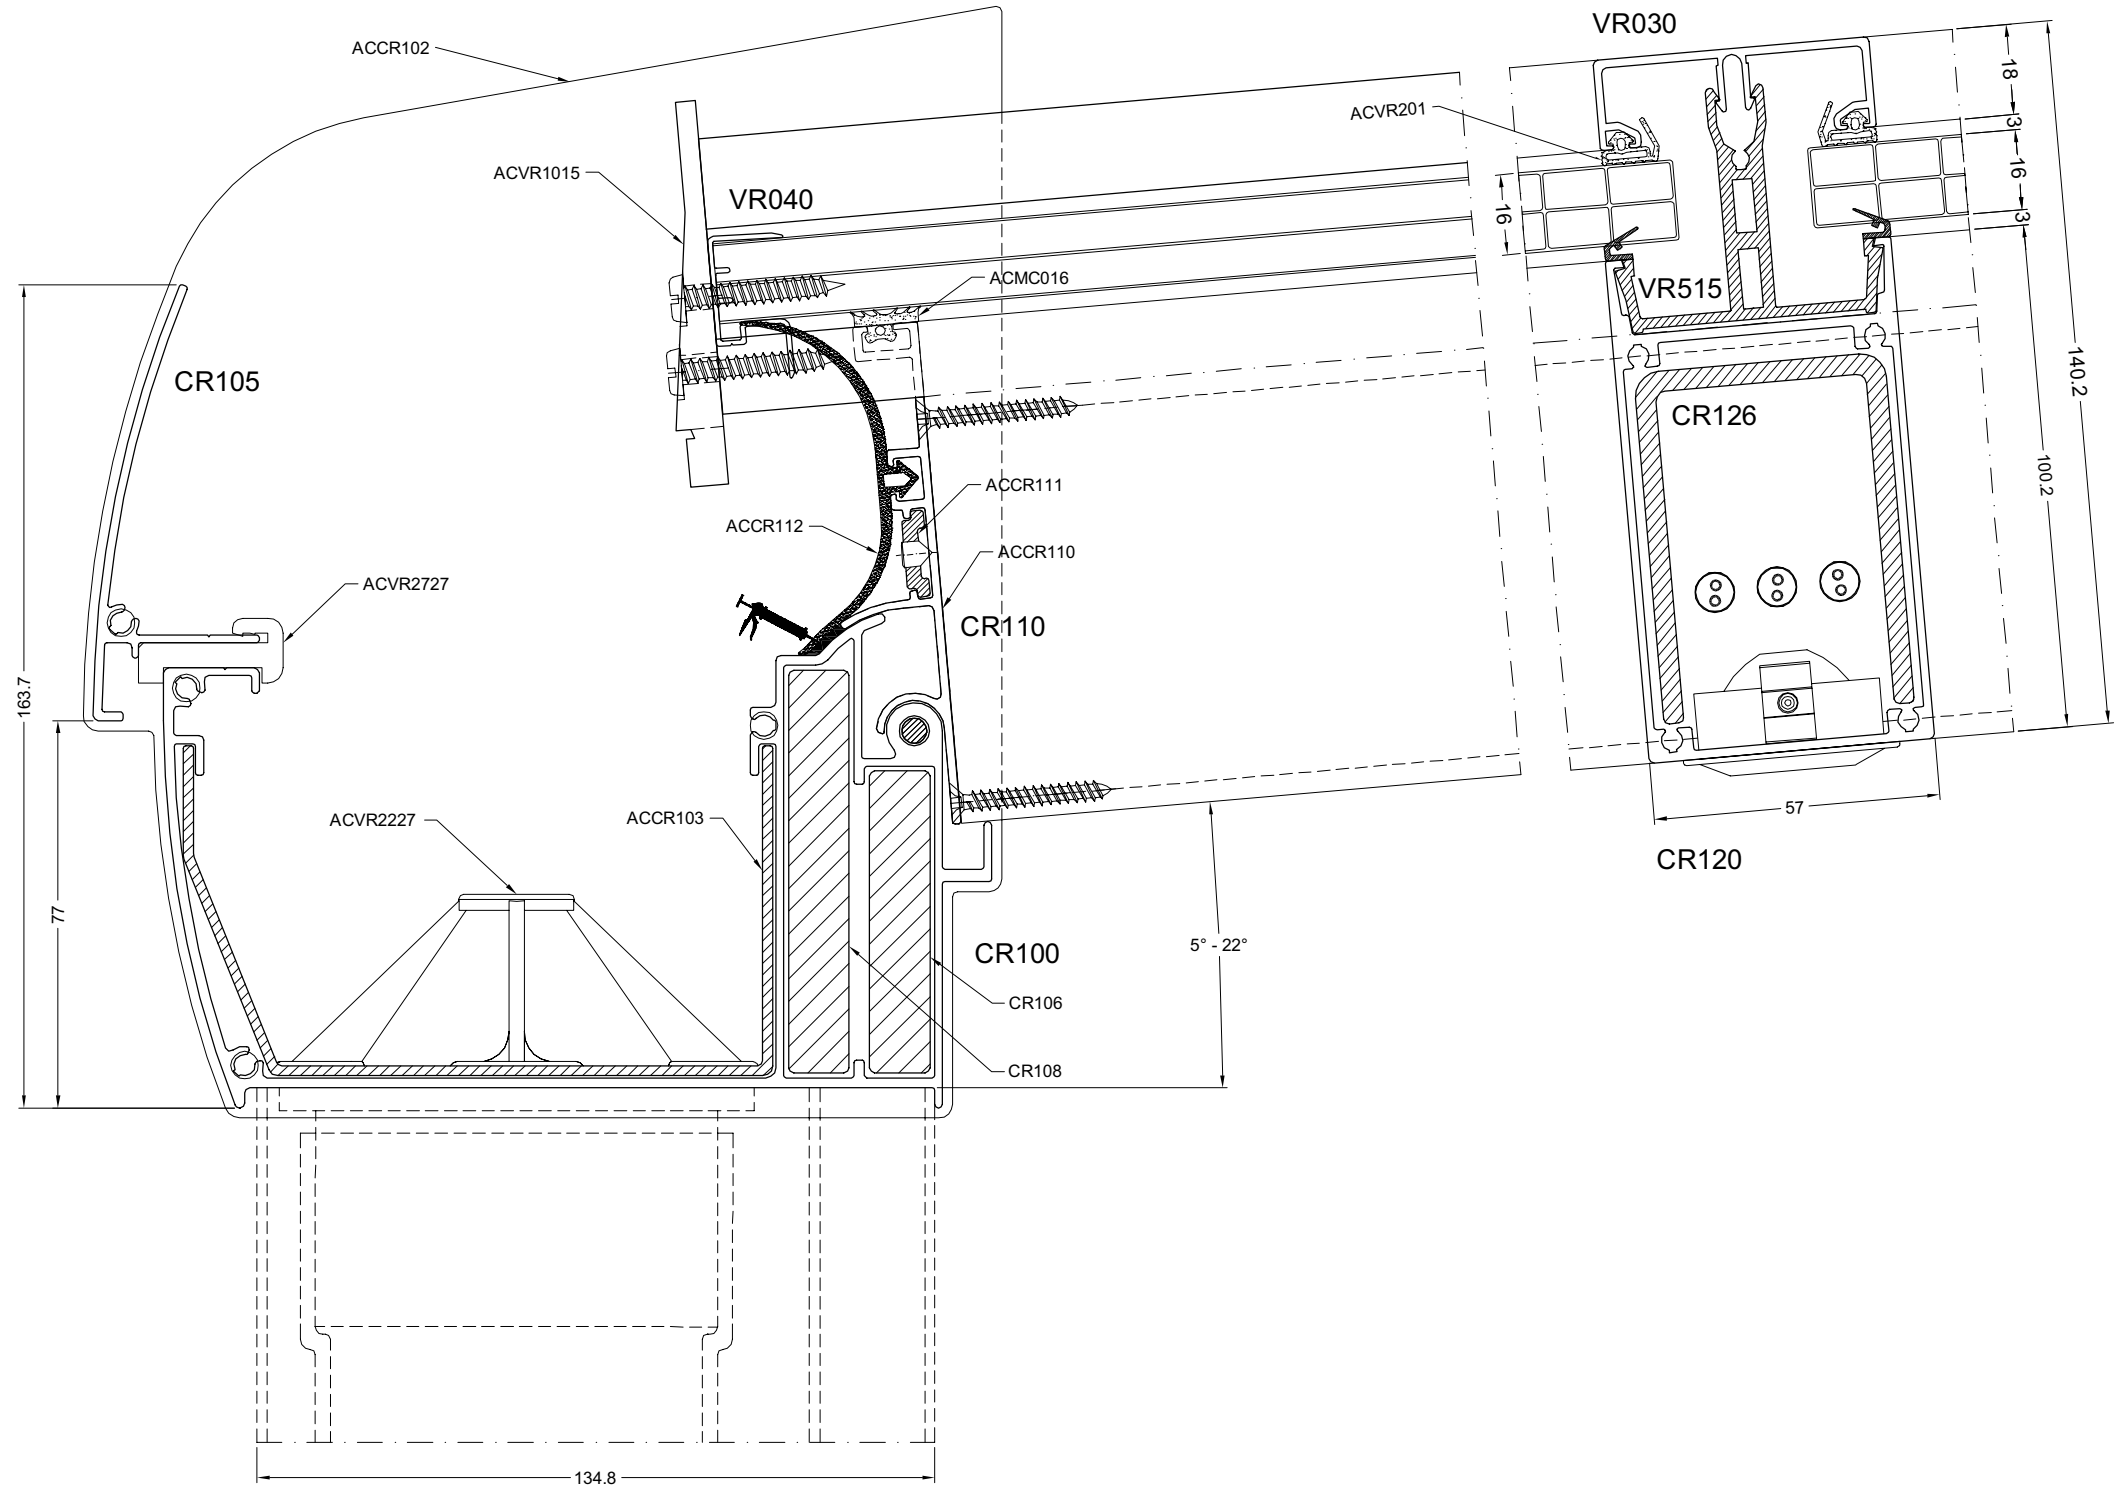 VR030
ACCR102
18
ACVR201
3
ACVR1015
16
VR040
16
3
ACMC016
VR515
CR105
140.2
CR126
100.2
ACCR111
ACCR112
ACCR110
ACVR2727
CR110
163.7
57
ACVR2227
ACCR103
CR120
77
5° - 22°
CR100
CR106
CR108
134.8